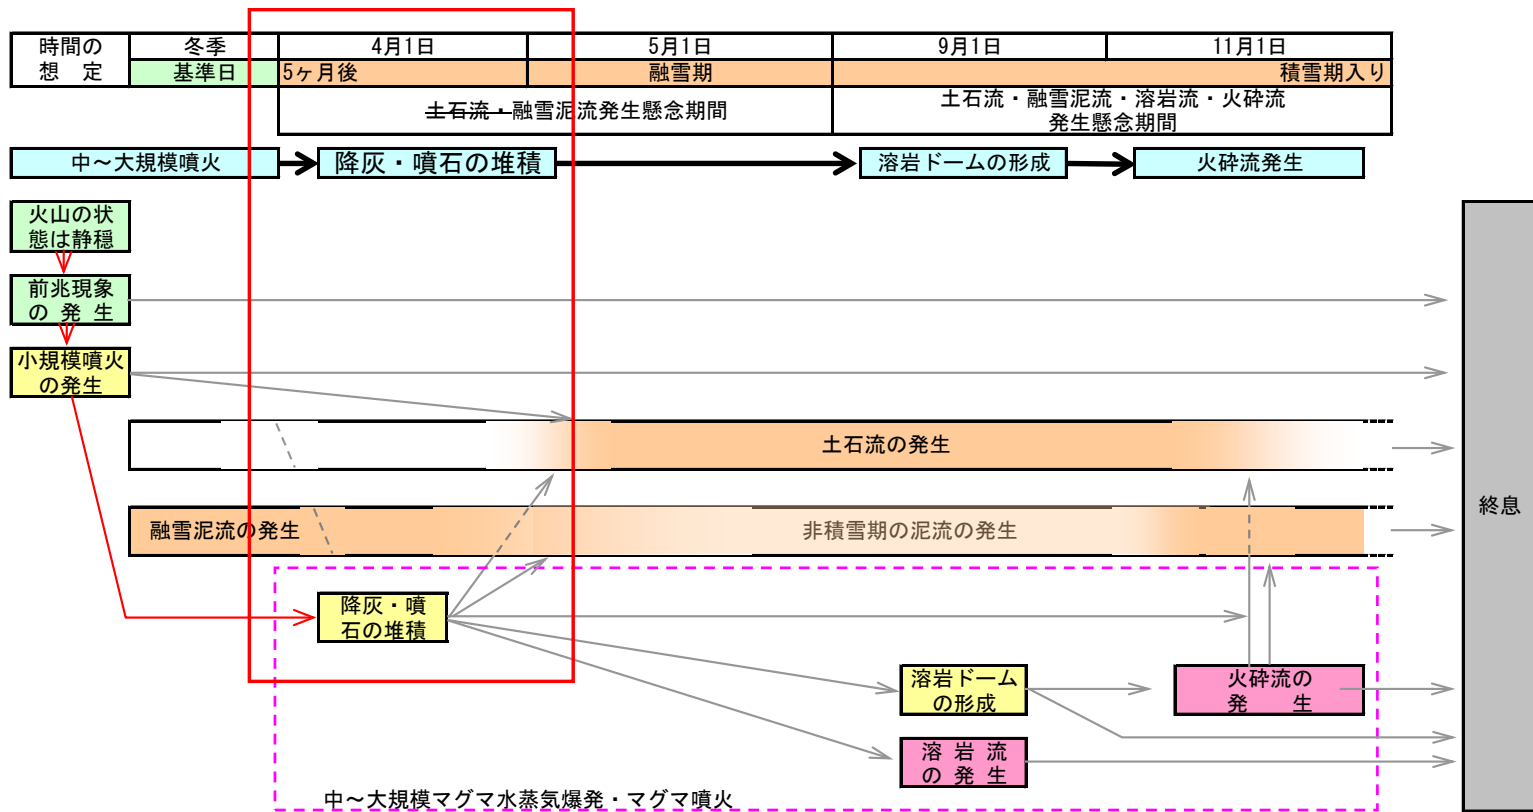 時間の
想　定
冬季
4月1日
5月1日
9月1日
11月1日
基準日
5ヶ月後
融雪期
積雪期入り
土石流・融雪泥流発生懸念期間
土石流・融雪泥流・溶岩流・火砕流
発生懸念期間
中～大規模噴火
降灰・噴石の堆積
溶岩ドームの形成
火砕流発生
火山の状
態は静穏
前兆現象
の 発 生
小規模噴火
の発生
土石流の発生
融雪泥流の発生
非積雪期の泥流の発生
終息
降灰・噴
石の堆積
溶岩ドーム
の形成
火砕流の
発　　生
溶 岩 流
の 発 生
中～大規模マグマ水蒸気爆発・マグマ噴火